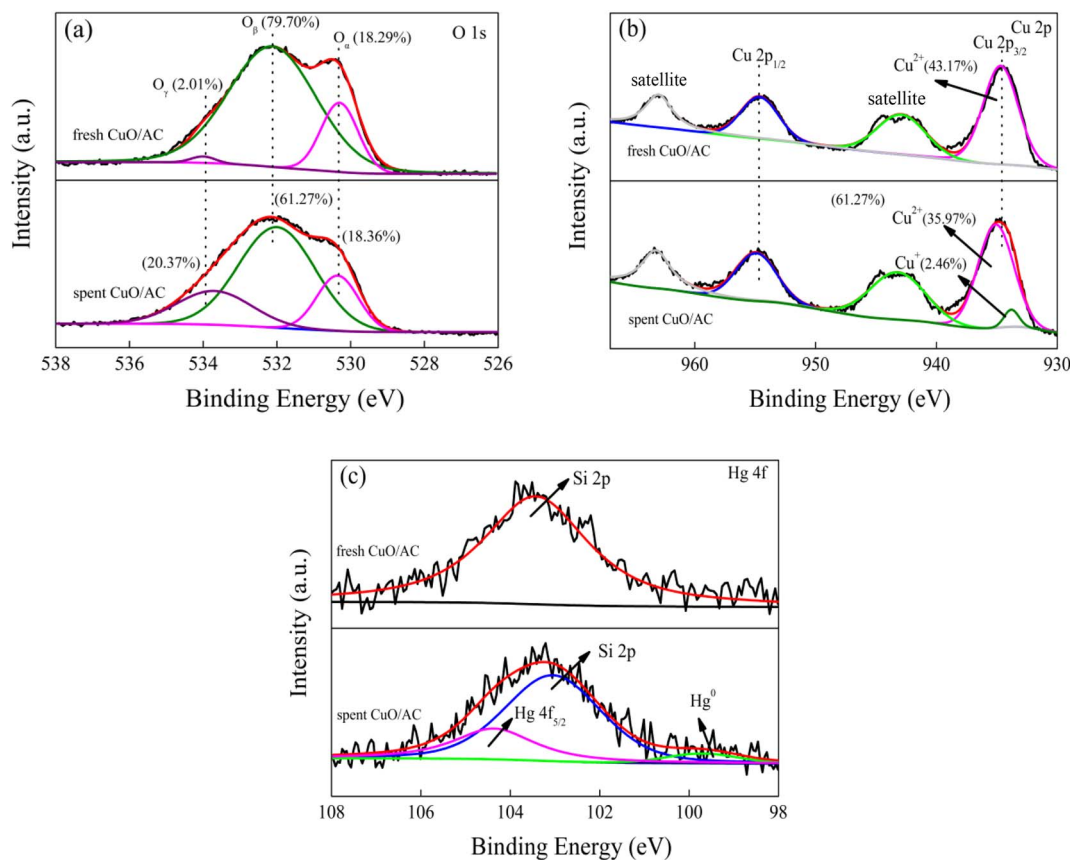 (a)
O 1s
Oβ (79.70%)
Oα (18.29%)
Oγ (2.01%)
fresh CuO/AC
(61.27%)
(18.36%)
(20.37%)
spent CuO/AC
Intensity (a.u.)
538 536 534 532 530 528 526
Binding Energy (eV)
(b)
Cu 2p
Cu 2p3/2
Cu 2p1/2
Cu2+(43.17%)
satellite
satellite
fresh CuO/AC
(61.27%)
Cu2+(35.97%)
Cu+(2.46%)
spent CuO/AC
Intensity (a.u.)
960 950 940 930
Binding Energy (eV)
(c)
Hg 4f
Si 2p
fresh CuO/AC
Si 2p
Hg0
Hg 4f5/2
spent CuO/AC
Intensity (a.u.)
108 106 104 102 100 98
Binding Energy (eV)